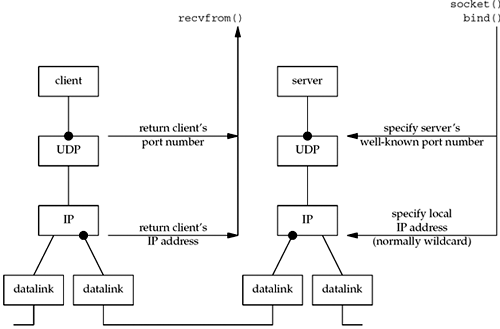 socket()
recvfrom()
bind()
client
server
return client's
port number
specify server's
well-known port number
UDP
UDP
IP
IP
return client's
IP address
specify local
IP address
(normally wildcard)
datalink
datalink
datalink
datalink